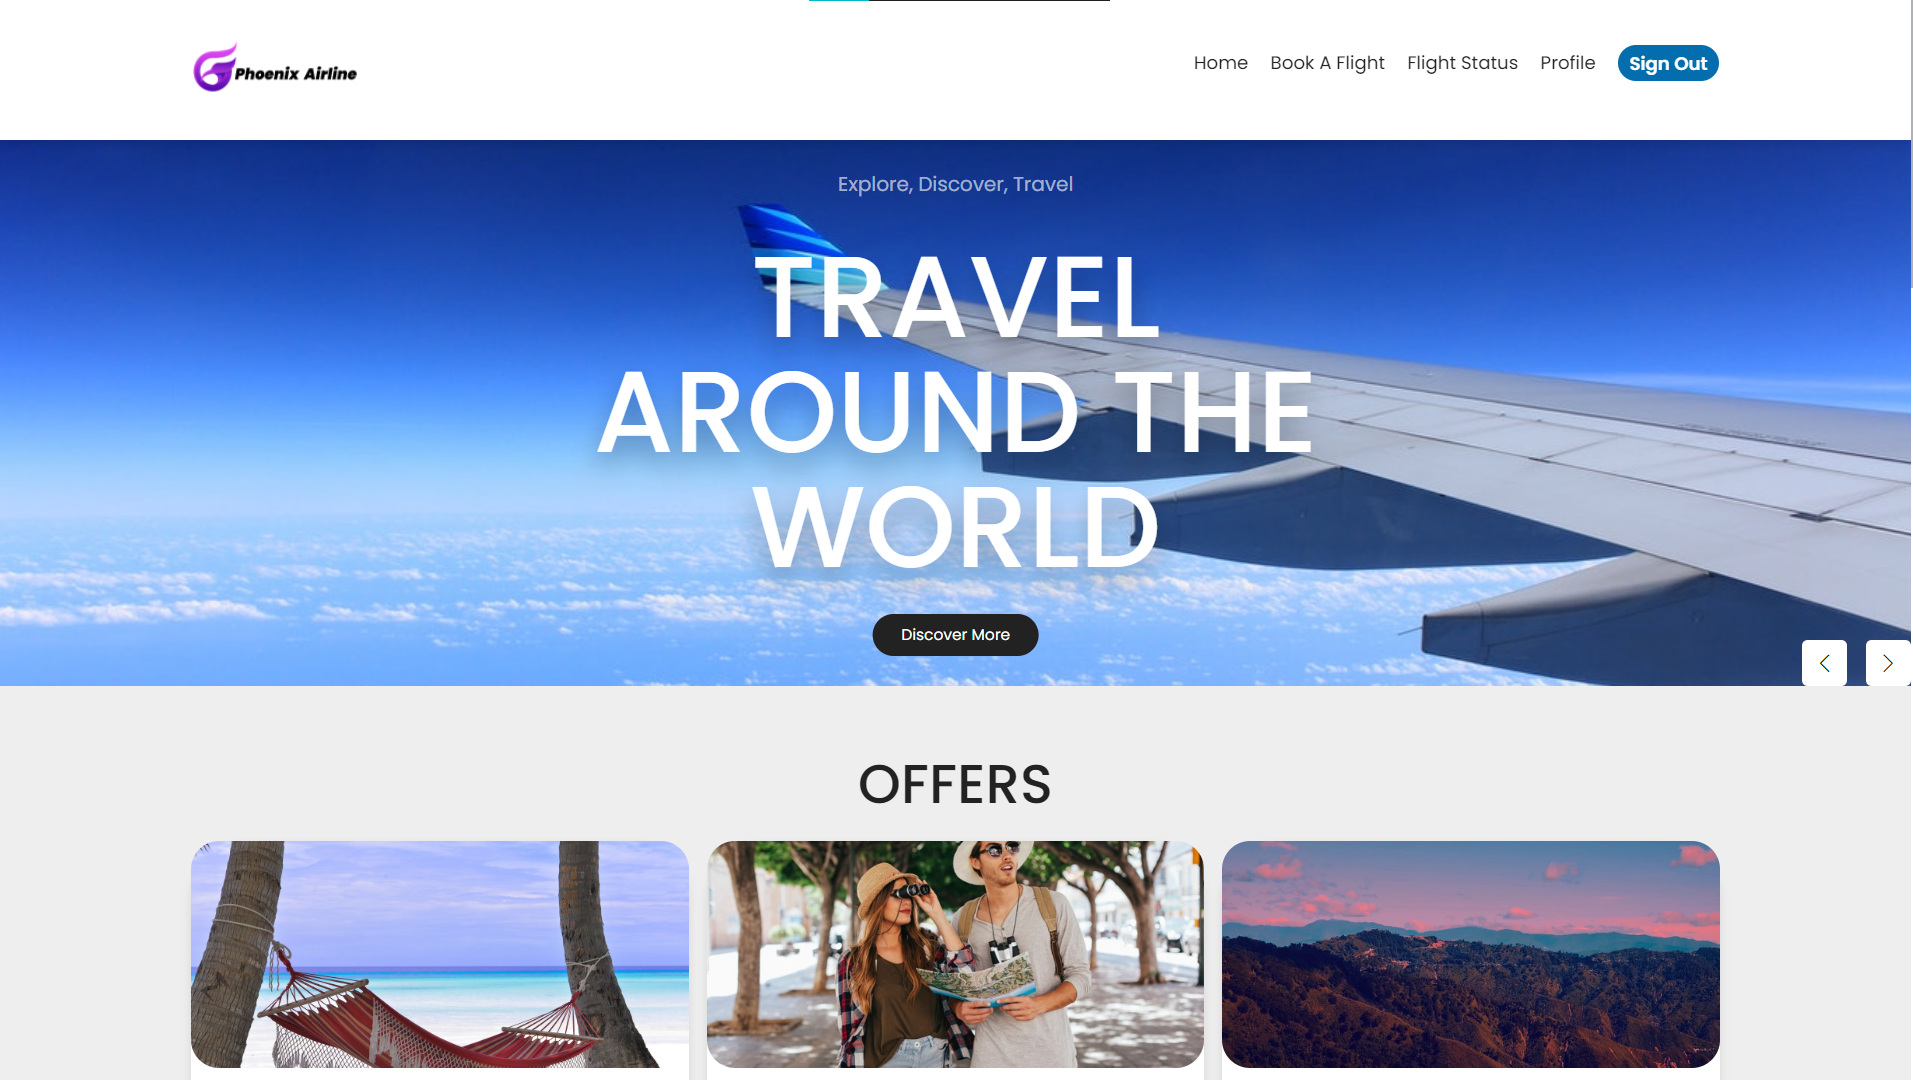 Phoenix Airline
Home
Book A Flight
Flight Status
Profile
Sign Out
Explore, Discover, Travel
TRAVEL
AROUND THE
WORLD
Discover More
OFFERS